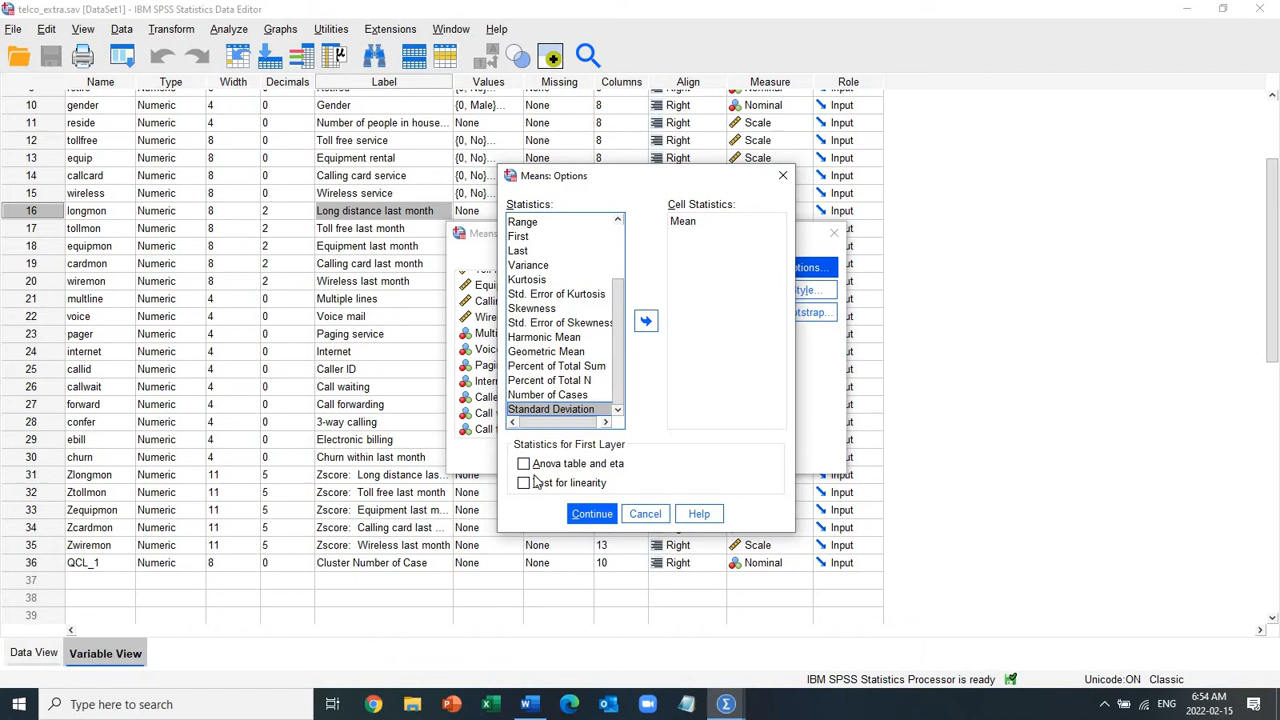 telco_extra.sav [DataSet1] - IBM SPSS Statistics Data Editor
File Edit View Data Transform Analyze Graphs Utilities Extensions Window Help
Name Type Width Decimals Label Values Missing Columns Align Measure Role
10 gender Numeric 4 0 Gender {0, Male}... None 8 Right Nominal Input
11 reside Numeric 4 0 Number of people in house... None None 8 Right Scale Input
12 tollfree Numeric 8 0 Toll free service {0, No}... None 8 Right Scale Input
13 equip Numeric 8 0 Equipment rental {0, No}... None 8 Right Scale Input
14 callcard Numeric 8 0 Calling card service {0, No}... Input
15 wireless Numeric 8 0 Wireless service {0, No}... Input
16 longmon Numeric 8 2 Long distance last month None Input
17 tollmon Numeric 8 2 Toll free last month Input
18 equipmon Numeric 8 2 Equipment last month
19 cardmon Numeric 8 2 Calling card last month
20 wiremon Numeric 8 2 Wireless last month
21 multline Numeric 4 0 Multiple lines
22 voice Numeric 4 0 Voice mail
23 pager Numeric 4 0 Paging service
24 internet Numeric 4 0 Internet
25 callid Numeric 4 0 Caller ID
26 callwait Numeric 4 0 Call waiting
27 forward Numeric 4 0 Call forwarding
28 confer Numeric 4 0 3-way calling
29 ebill Numeric 4 0 Electronic billing
30 churn Numeric 4 0 Churn within last month
31 Zlongmon Numeric 11 5 Zscore: Long distance las... None Input
32 Ztollmon Numeric 11 5 Zscore: Toll free last mo... None Input
33 Zequipmon Numeric 11 5 Zscore: Equipment last m... None Input
34 Zcardmon Numeric 11 5 Zscore: Calling card last ... None Input
35 Zwiremon Numeric 11 5 Zscore: Wireless last month None None 13 Right Scale Input
36 QCL_1 Numeric 8 0 Cluster Number of Case None None 10 Right Nominal Input
37
38
39
Means
Means: Options
Statistics:
Range
First
Last
Variance
Kurtosis
Std. Error of Kurtosis
Skewness
Std. Error of Skewness
Harmonic Mean
Geometric Mean
Percent of Total Sum
Percent of Total N
Number of Cases
Standard Deviation
Cell Statistics:
Mean
Statistics for First Layer
Anova table and eta
for linearity
Continue Cancel Help
Data View Variable View
IBM SPSS Statistics Processor is ready Unicode:ON Classic
Type here to search
ENG
6:54 AM
2022-02-15